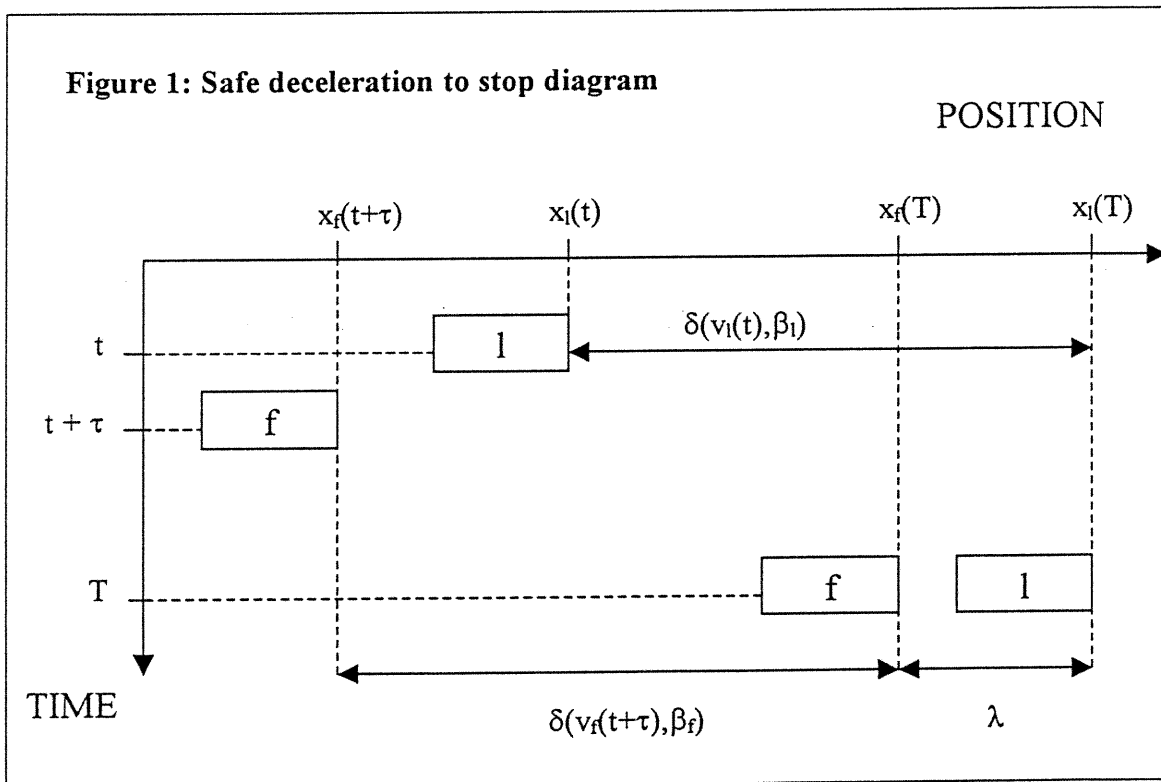 Figure 1: Safe deceleration to stop diagram
POSITION
x_f(t+τ) x_l(t) x_f(T) x_l(T)
t l δ(v_l(t),β_l)
t + τ f
T f l
TIME δ(v_f(t+τ),β_f) λ